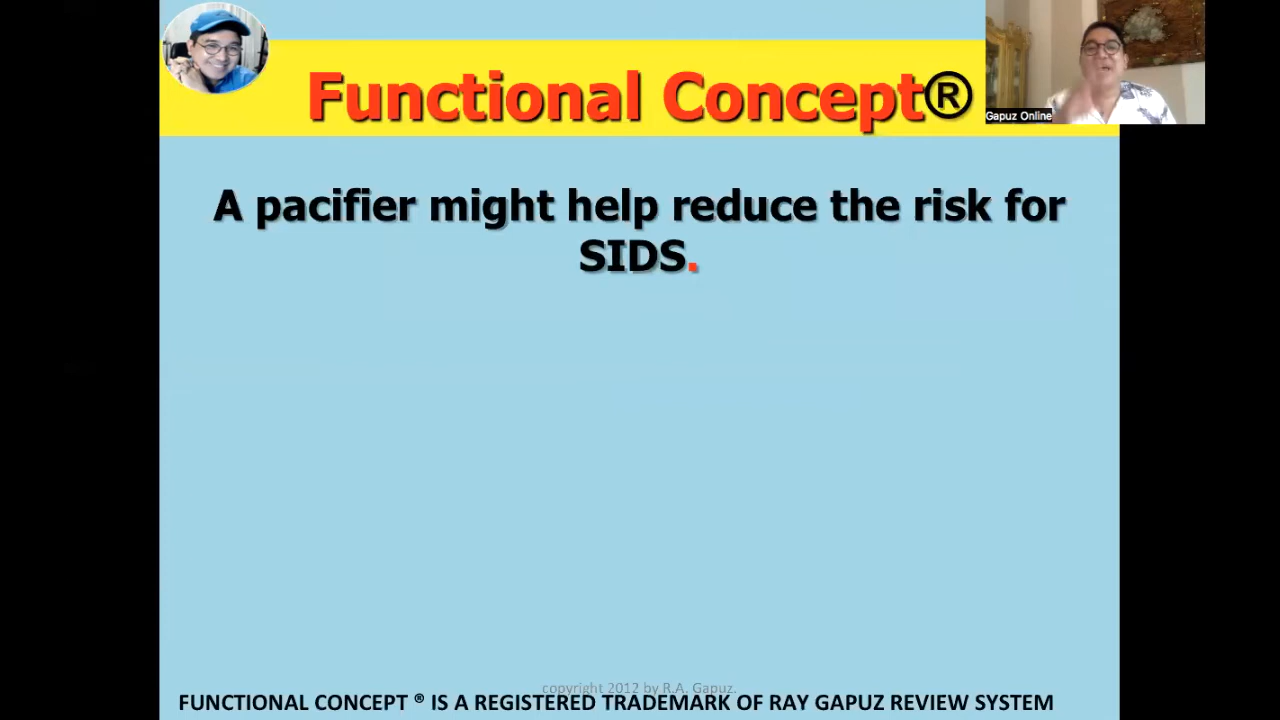 Functional Concept®
Gapuz Online
A pacifier might help reduce the risk for
SIDS.
copyright 2012 by R.A. Gapuz.
FUNCTIONAL CONCEPT ® IS A REGISTERED TRADEMARK OF RAY GAPUZ REVIEW SYSTEM